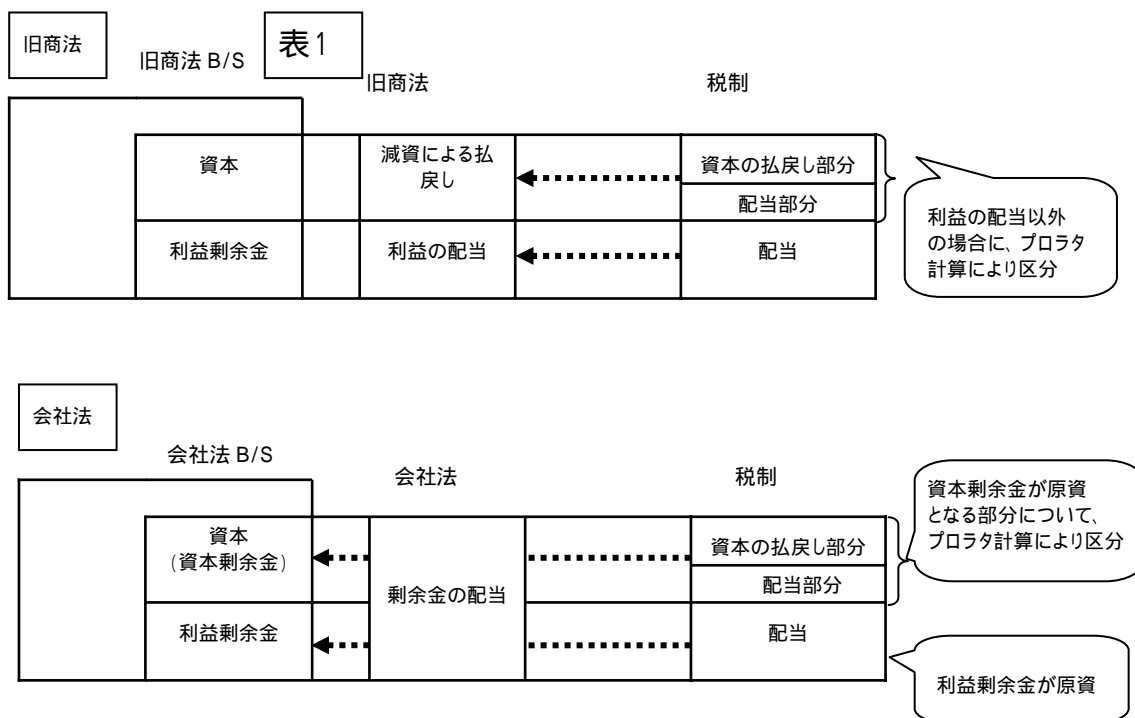 旧商法
旧商法 B/S
表1
旧商法
税制
資本
減資による払
戻し
資本の払戻し部分
配当部分
利益剰余金
利益の配当
配当
利益の配当以外
の場合に、プロラタ
計算により区分
会社法
会社法 B/S
会社法
税制
資本
(資本剰余金)
剰余金の配当
資本の払戻し部分
配当部分
利益剰余金
配当
資本剰余金が原資
となる部分について、
プロラタ計算により区分
利益剰余金が原資